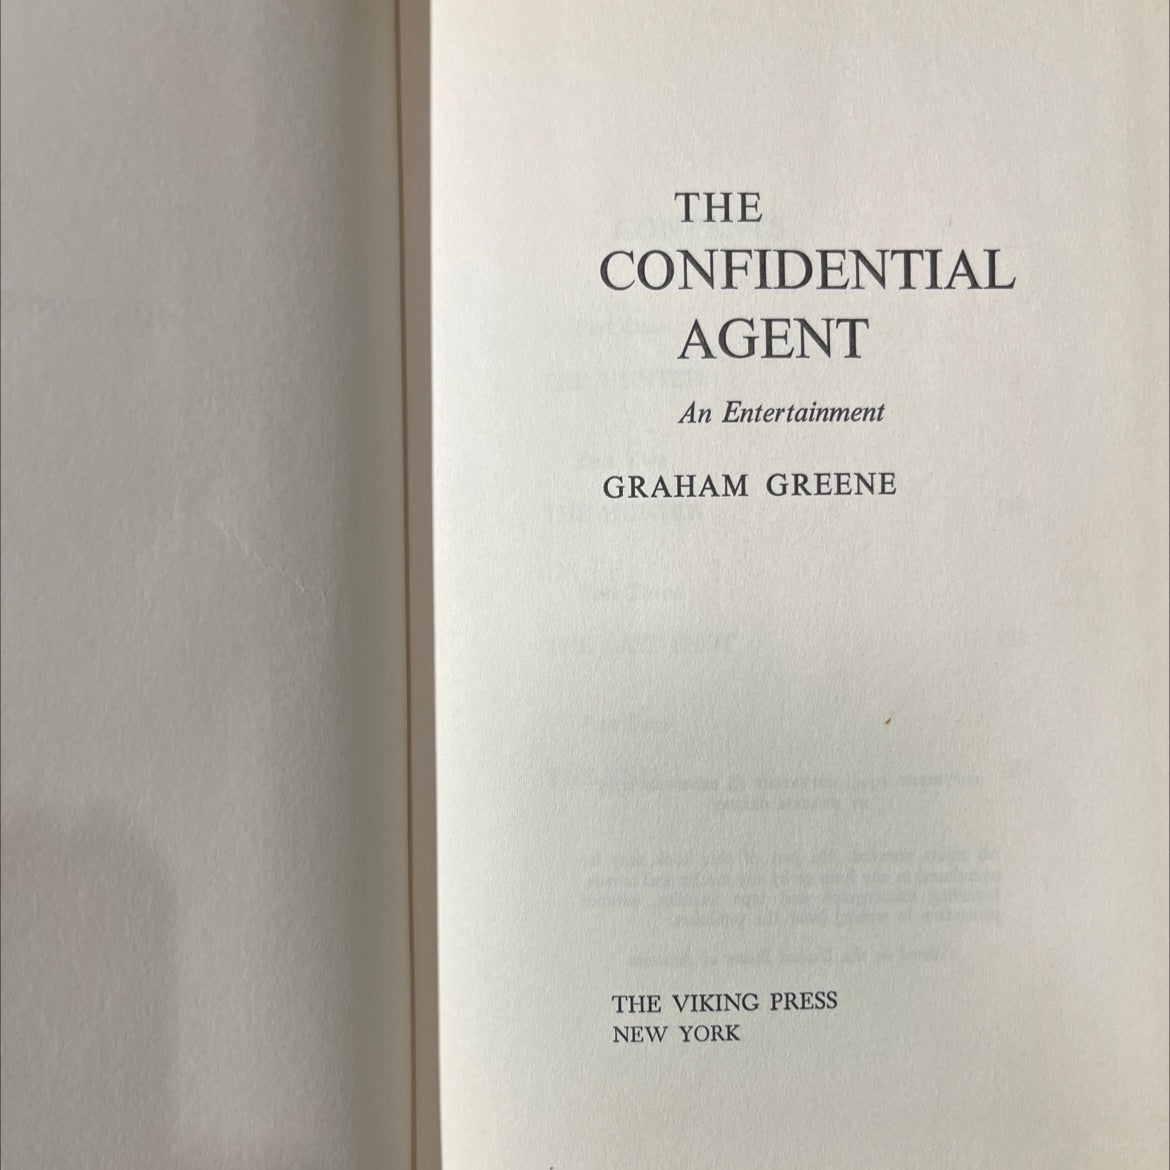 THE
CONFIDENTIAL
AGENT
An Entertainment
GRAHAM GREENE
THE VIKING PRESS
NEW YORK